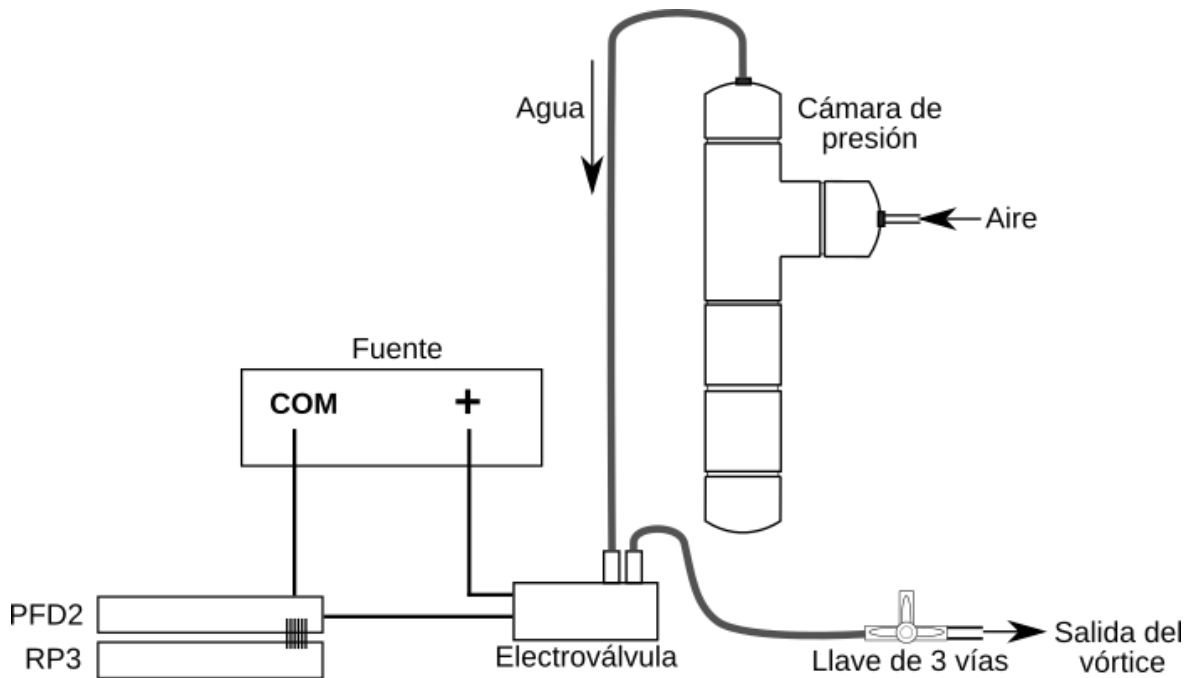 Agua
Cámara de
presión
Aire
Fuente
COM
+
PFD2
RP3
Electroválvula
Llave de 3 vías
Salida del
vórtice